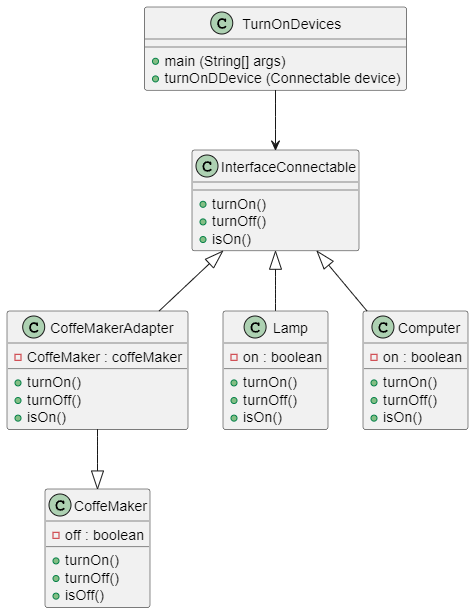 C TurnOnDevices
main (String[] args)
turnOnDDevice (Connectable device)
C InterfaceConnectable
turnOn()
turnOff()
isOn()
C CoffeMakerAdapter
CoffeMaker : coffeMaker
turnOn()
turnOff()
isOn()
C Lamp
on : boolean
turnOn()
turnOff()
isOn()
C Computer
on : boolean
turnOn()
turnOff()
isOn()
C CoffeMaker
off : boolean
turnOn()
turnOff()
isOff()